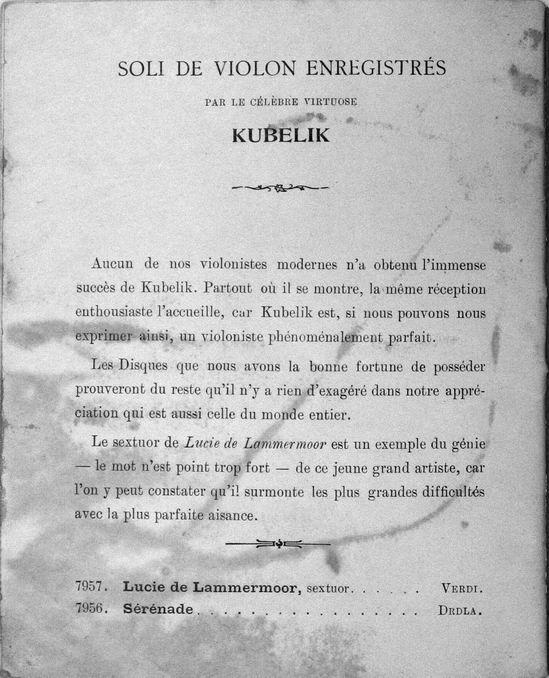 SOLI DE VIOLON ENREGISTRÉS
PAR LE CÉLÈBRE VIRTUOSE
KUBELIK
Aucun de nos violonistes modernes n'a obtenu l'immense
succès de Kubelik. Partout où il se montre, la même réception
enthousiaste l'accueille, car Kubelik est, si nous pouvons nous
exprimer ainsi, un violoniste phénoménalement parfait.
Les Disques que nous avons la bonne fortune de posséder
prouveront du reste qu'il n'y a rien d'exagéré dans notre appré-
ciation qui est aussi celle du monde entier.
Le sextuor de Lucie de Lammermoor est un exemple du génie
— le mot n'est point trop fort — de ce jeune grand artiste, car
l'on y peut constater qu'il surmonte les plus grandes difficultés
avec la plus parfaite aisance.
7957. Lucie de Lammermoor, sextuor. . . . . . VERDI.
7956. Sérénade . . . . . . . . . . . . . . . . . DRDLA.